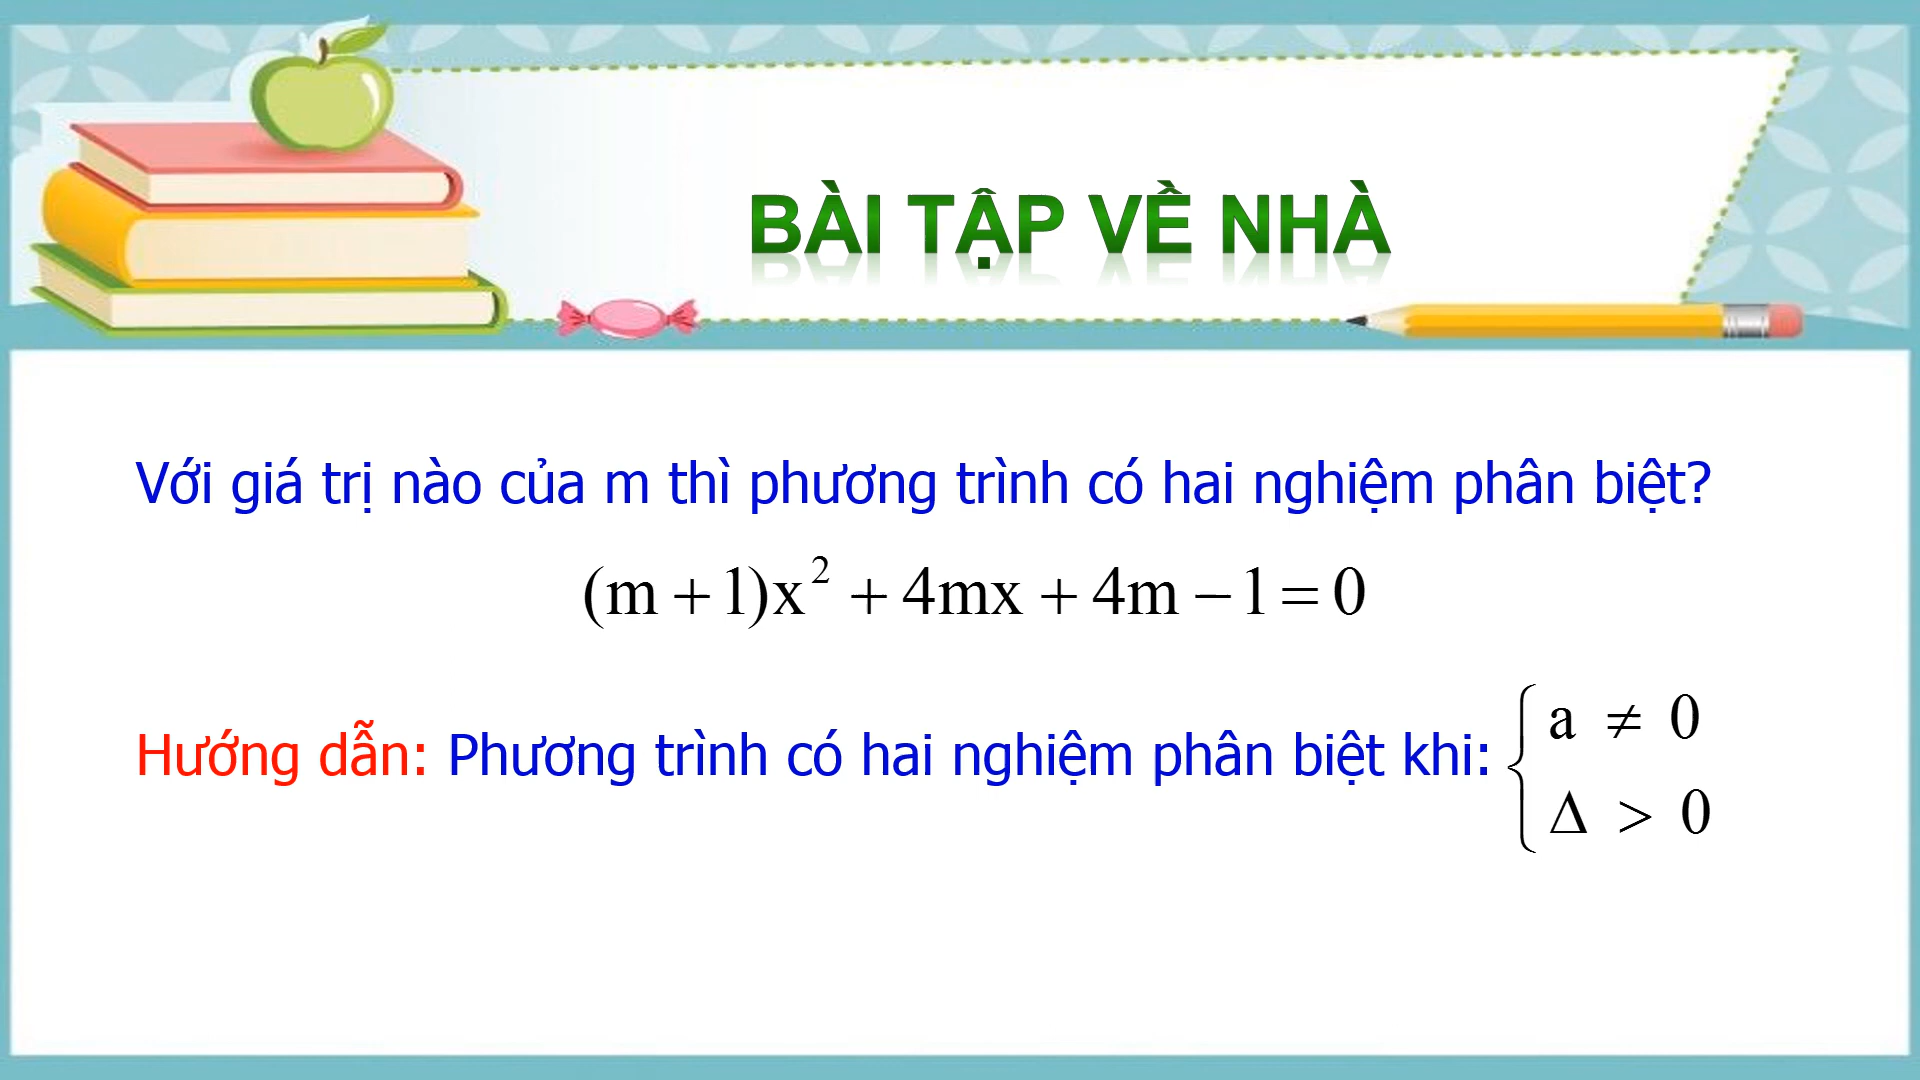 BÀI TẬP VỀ NHÀ
Với giá trị nào của m thì phương trình có hai nghiệm phân biệt?
(m + 1)x² + 4mx + 4m − 1 = 0
Hướng dẫn: Phương trình có hai nghiệm phân biệt khi: { a ≠ 0
Δ > 0